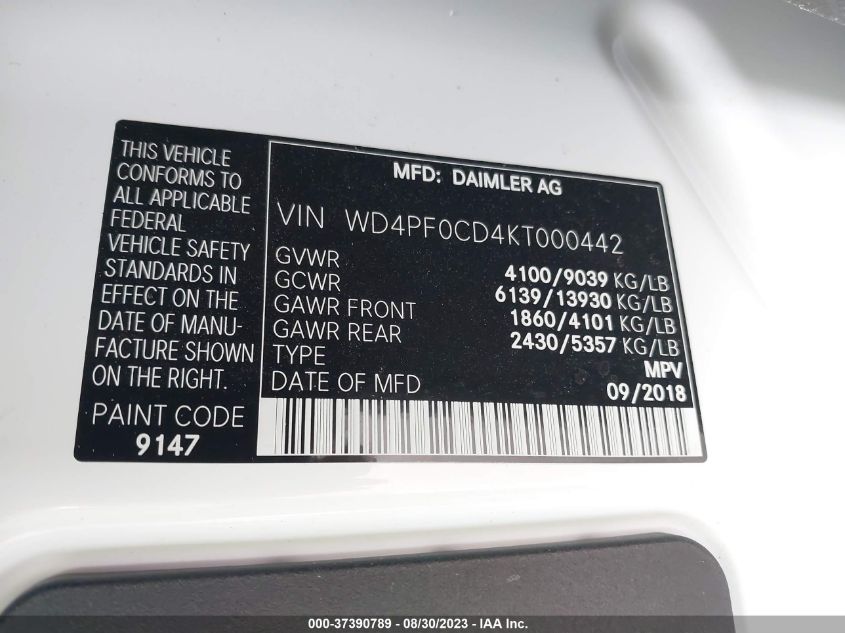 THIS VEHICLE
CONFORMS TO
ALL APPLICABLE
FEDERAL
VEHICLE SAFETY
STANDARDS IN
EFFECT ON THE
DATE OF MANU-
FACTURE SHOWN
ON THE RIGHT.
PAINT CODE
9147
MFD: DAIMLER AG
VIN WD4PF0CD4KT000442
GVWR 4100/9039 KG/LB
GCWR 6139/13930 KG/LB
GAWR FRONT 1860/4101 KG/LB
GAWR REAR 2430/5357 KG/LB
TYPE MPV
DATE OF MFD 09/2018
000-37390789 - 08/30/2023 - IAA Inc.